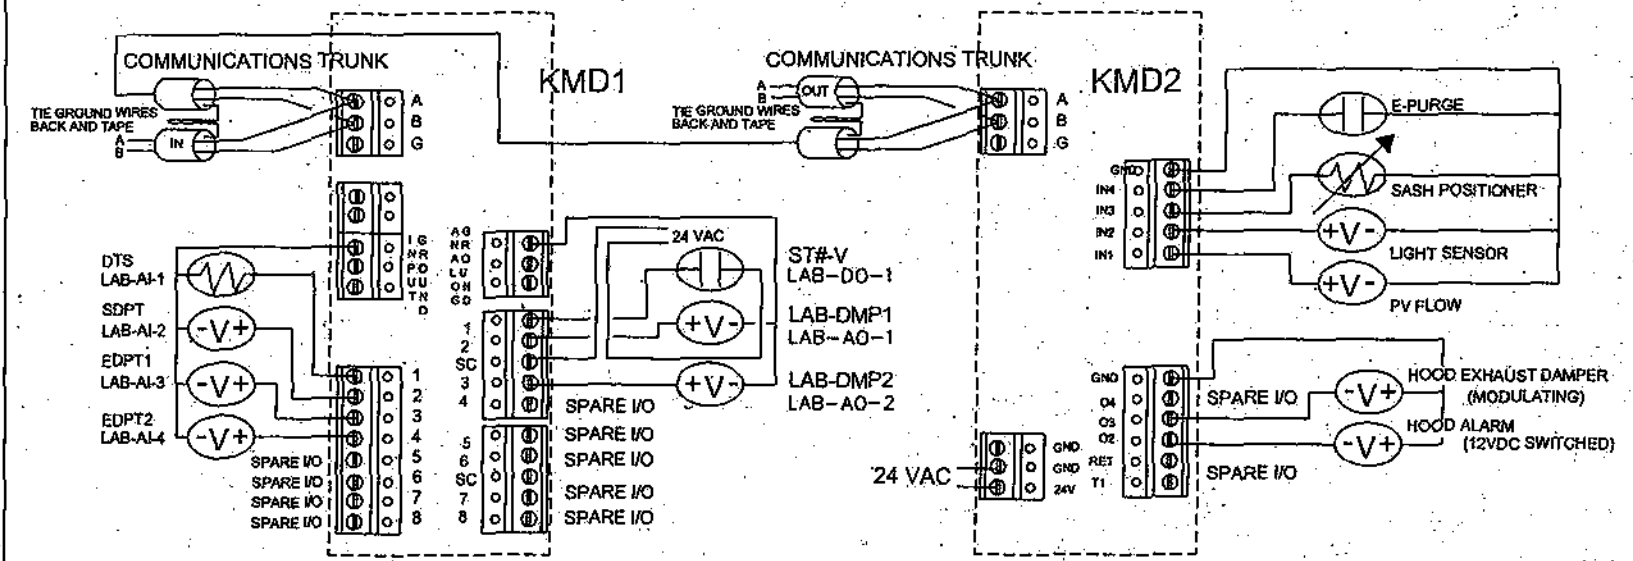 COMMUNICATIONS TRUNK
KMD1
TIE GROUND WIRES
BACK AND TAPE
A
B
IN
A
B
G
COMMUNICATIONS TRUNK
KMD2
A
B
OUT
TIE GROUND WIRES
BACK AND TAPE
A
B
G
GND
IN4
IN3
IN2
IN1
E-PURGE
SASH POSITIONER
+V-
LIGHT SENSOR
+V-
PV FLOW
INPUT
GROUND
ANALOG
GROUND
DTS
LAB-AI-1
SDPT
LAB-AI-2
-V+
EDPT1
LAB-AI-3
-V+
EDPT2
LAB-AI-4
-V+
SPARE I/O
SPARE I/O
SPARE I/O
SPARE I/O
1
2
3
4
5
6
7
8
1
2
SC
3
4
5
6
SC
7
8
24 VAC
ST#-V
LAB-DO-1
+V-
LAB-DMP1
LAB-AO-1
+V-
LAB-DMP2
LAB-AO-2
SPARE I/O
SPARE I/O
SPARE I/O
SPARE I/O
SPARE I/O
24 VAC
GND
GND
24V
GND
O4
O3
O2
RET
T1
SPARE I/O
-V+
HOOD EXHAUST DAMPER
(MODULATING)
-V+
HOOD ALARM
(12VDC SWITCHED)
SPARE I/O